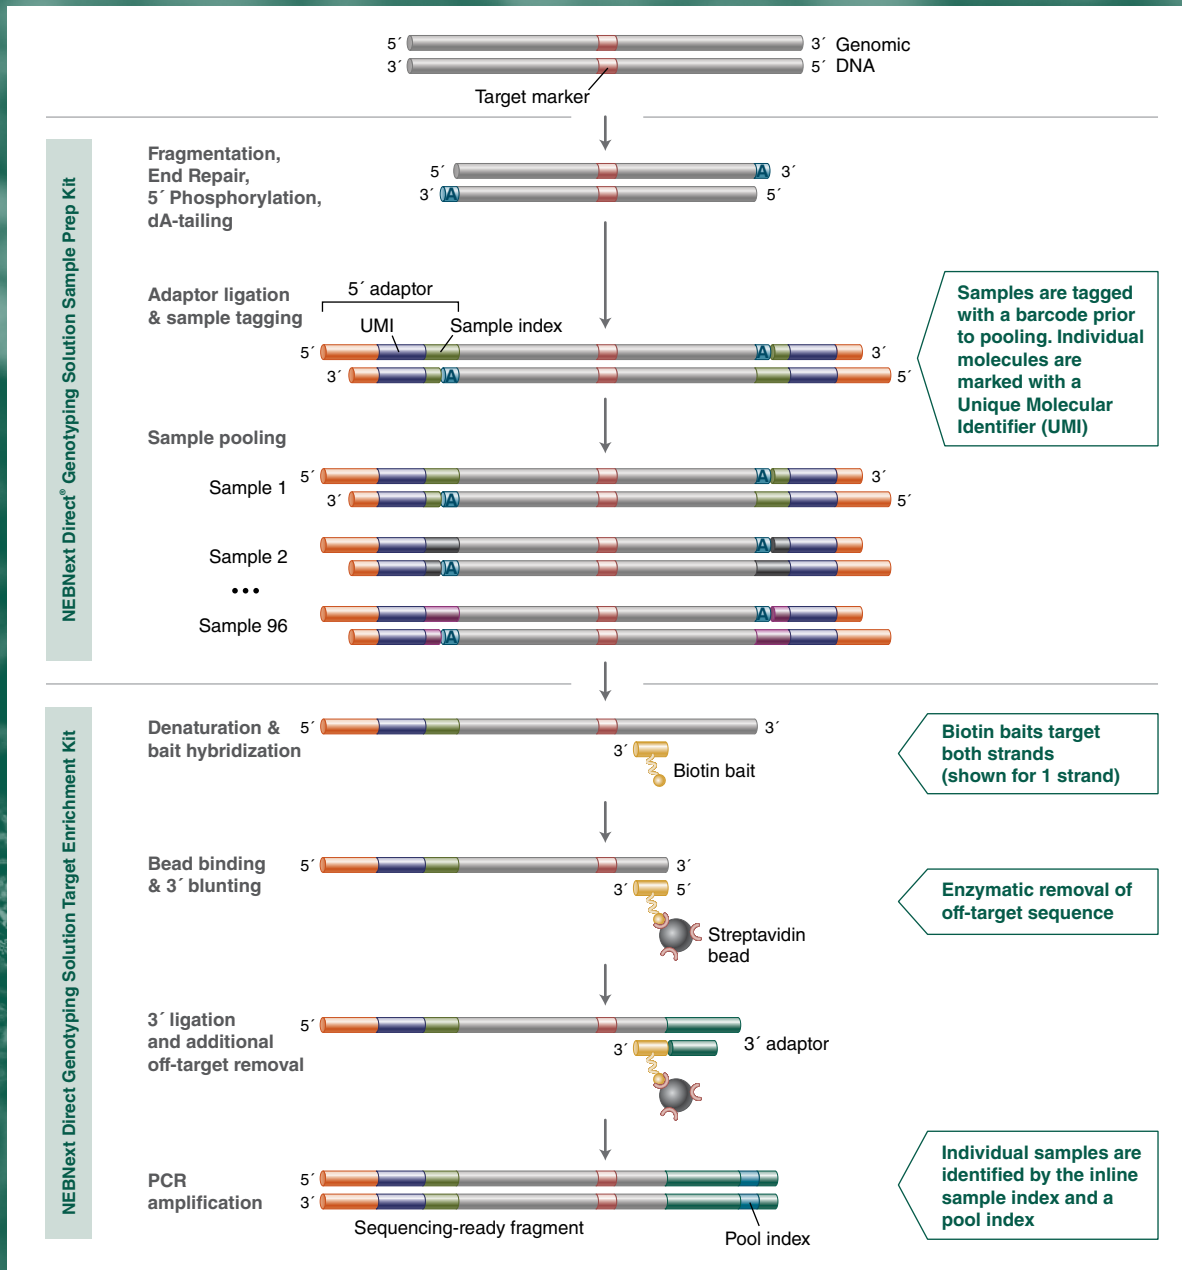 5´ 3´ Genomic
3´ 5´ DNA
Target marker
NEBNext Direct® Genotyping Solution Sample Prep Kit
Fragmentation,
End Repair,
5´ Phosphorylation,
dA-tailing
5´ A 3´
3´ A 5´
Adaptor ligation
& sample tagging
5´ adaptor
UMI Sample index
5´ A 3´
3´ A 5´
Samples are tagged
with a barcode prior
to pooling. Individual
molecules are
marked with a
Unique Molecular
Identifier (UMI)
Sample pooling
Sample 1
5´ A 3´
3´ A 5´
Sample 2
A
A
•••
Sample 96
A
A
NEBNext Direct Genotyping Solution Target Enrichment Kit
Denaturation &
bait hybridization
5´ 3´
3´
Biotin bait
Biotin baits target
both strands
(shown for 1 strand)
Bead binding
& 3´ blunting
5´ 3´
3´ 5´
Streptavidin
bead
Enzymatic removal of
off-target sequence
3´ ligation
and additional
off-target removal
5´
3´
3´ adaptor
PCR
amplification
5´
3´
Sequencing-ready fragment
Pool index
Individual samples are
identified by the inline
sample index and a
pool index